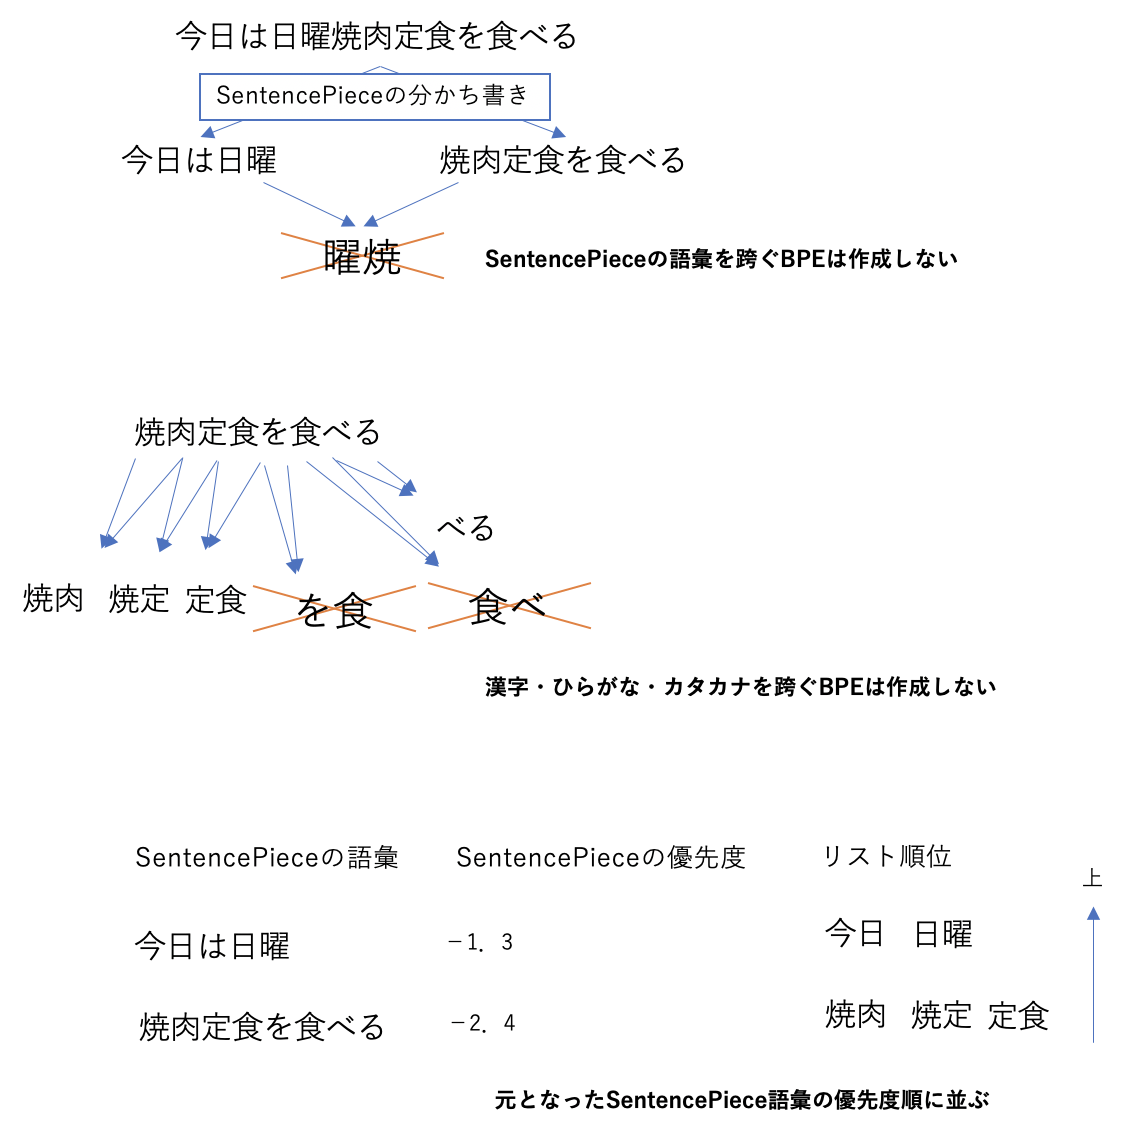 今日は日曜焼肉定食を食べる
SentencePieceの分かち書き
今日は日曜 焼肉定食を食べる
曜焼 SentencePieceの語彙を跨ぐBPEは作成しない
焼肉定食を食べる
べる
焼肉 焼定 定食 を食 食べ
漢字・ひらがな・カタカナを跨ぐBPEは作成しない
SentencePieceの語彙 SentencePieceの優先度 リスト順位
上
今日は日曜 －1．3 今日 日曜
焼肉定食を食べる －2．4 焼肉 焼定 定食
元となったSentencePiece語彙の優先度順に並ぶ